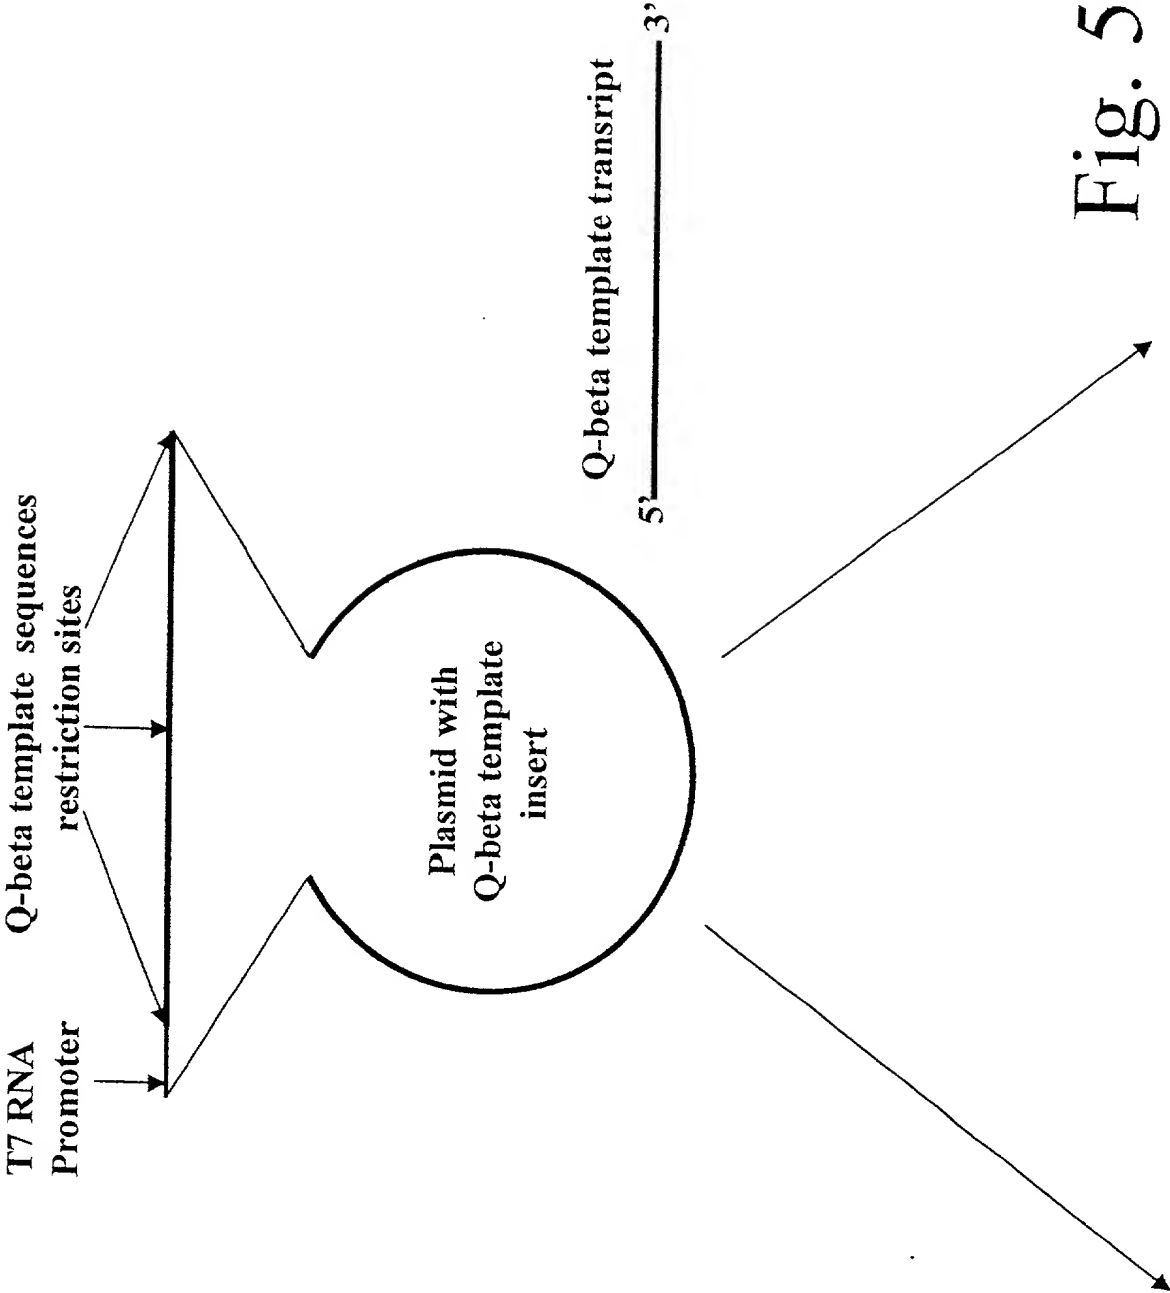 T7 RNA
Promoter
Q-beta template sequences
restriction sites
Plasmid with
Q-beta template
insert
Q-beta template transript
5' 3'
Fig. 5